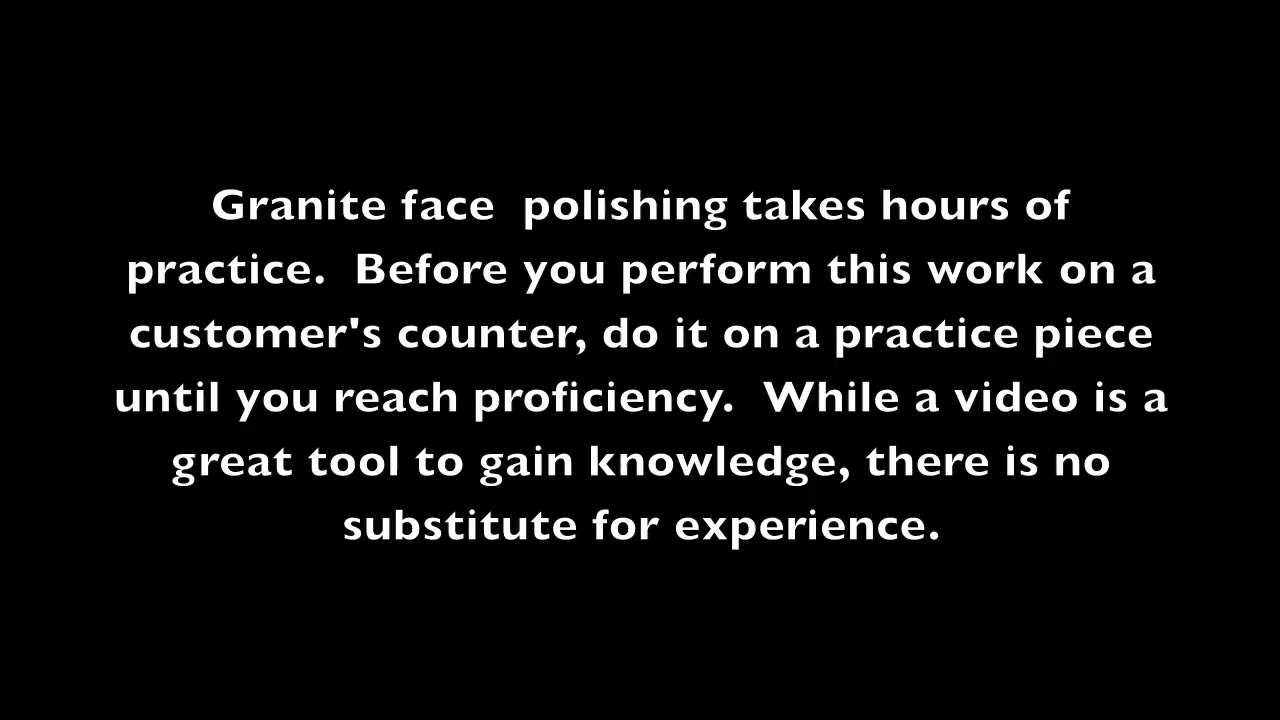 Granite face  polishing takes hours of
practice.  Before you perform this work on a
customer's counter, do it on a practice piece
until you reach proficiency.  While a video is a
great tool to gain knowledge, there is no
substitute for experience.